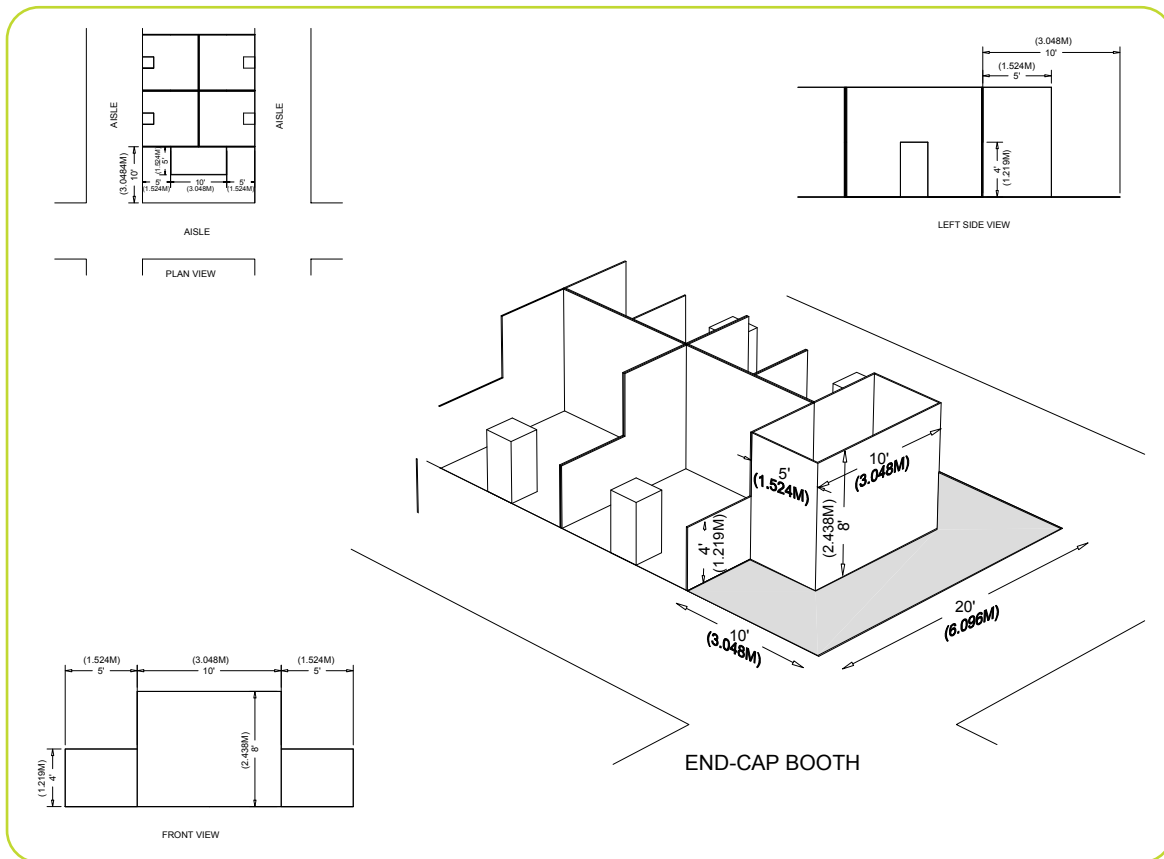 AISLE
AISLE
(3.0484M)
10'
(1.524M)
5'
5'
10'
5'
(1.524M)
(3.048M)
(1.524M)
AISLE
PLAN VIEW
(3.048M)
10'
(1.524M)
5'
4'
(1.219M)
LEFT SIDE VIEW
5'
(1.524M)
10'
(3.048M)
(2.438M)
8'
4'
(1.219M)
10'
(3.048M)
20'
(6.096M)
END-CAP BOOTH
(1.524M)
5'
(3.048M)
10'
(1.524M)
5'
(2.438M)
8'
(1.219M)
4'
FRONT VIEW